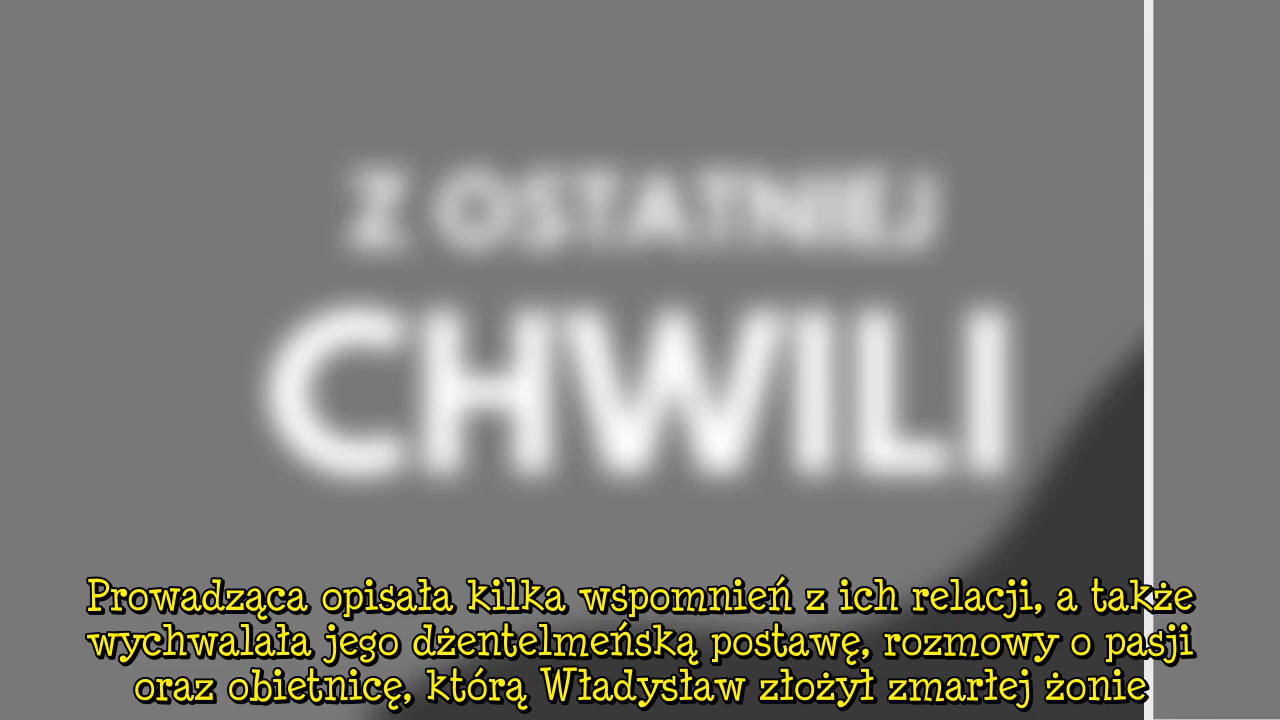 Z OSTATNIEJ
CHWILI
Prowadząca opisała kilka wspomnień z ich relacji, a także
wychwalała jego dżentelmeńską postawę, rozmowy o pasji
oraz obietnicę, którą Władysław złożył zmarłej żonie